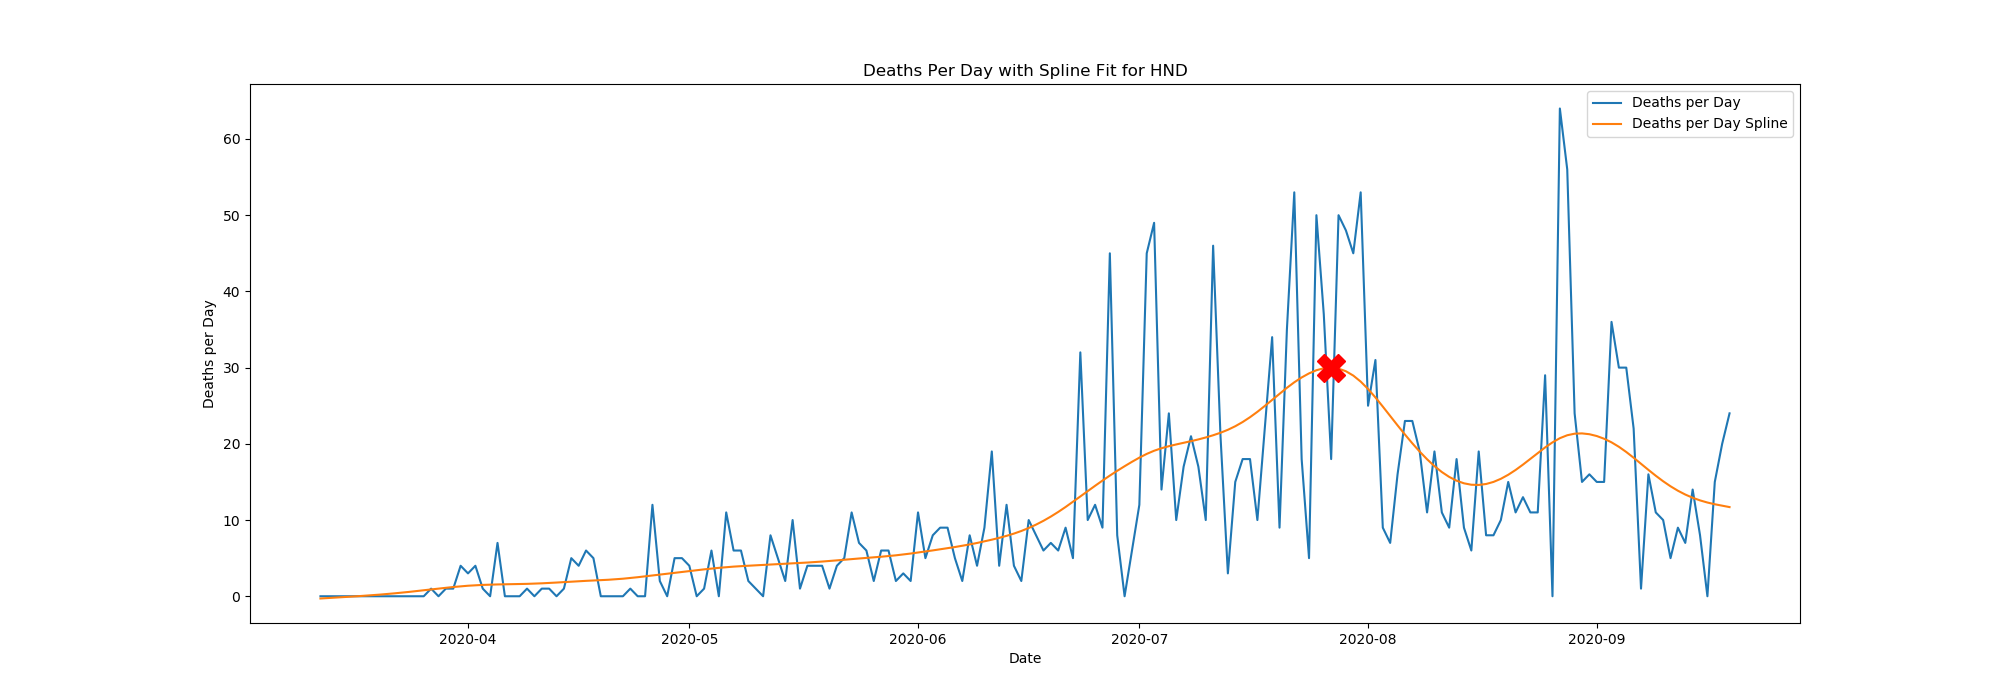 Deaths Per Day with Spline Fit for HND
Deaths per Day
Deaths per Day Spline
60
50
40
30
20
10
0
Deaths per Day
2020-04 2020-05 2020-06 2020-07 2020-08 2020-09
Date